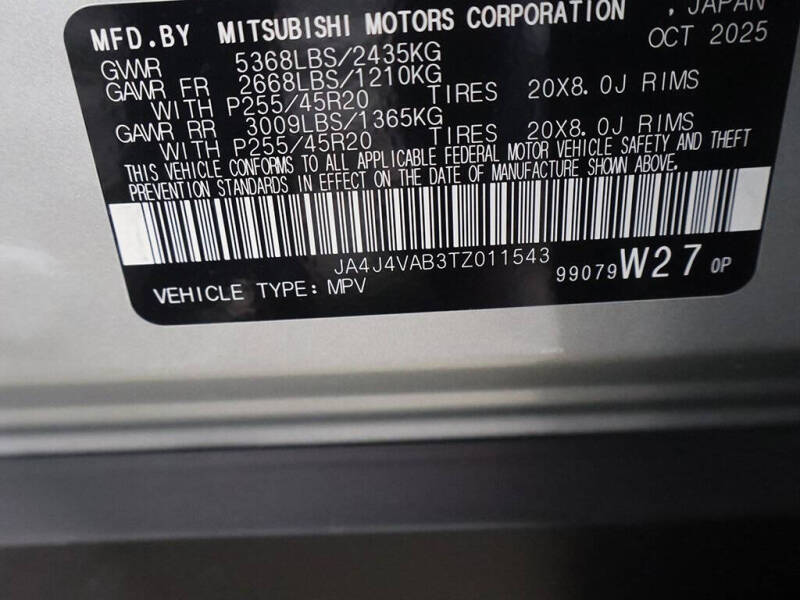 MFD.BY MITSUBISHI MOTORS CORPORATION , JAPAN
GVWR 5368LBS/2435KG OCT 2025
GAWR FR 2668LBS/1210KG
WITH P255/45R20 TIRES 20X8.0J RIMS
GAWR RR 3009LBS/1365KG
WITH P255/45R20 TIRES 20X8.0J RIMS
THIS VEHICLE CONFORMS TO ALL APPLICABLE FEDERAL MOTOR VEHICLE SAFETY AND THEFT
PREVENTION STANDARDS IN EFFECT ON THE DATE OF MANUFACTURE SHOWN ABOVE.
JA4J4VAB3TZ011543
VEHICLE TYPE: MPV 99079 W27 0P